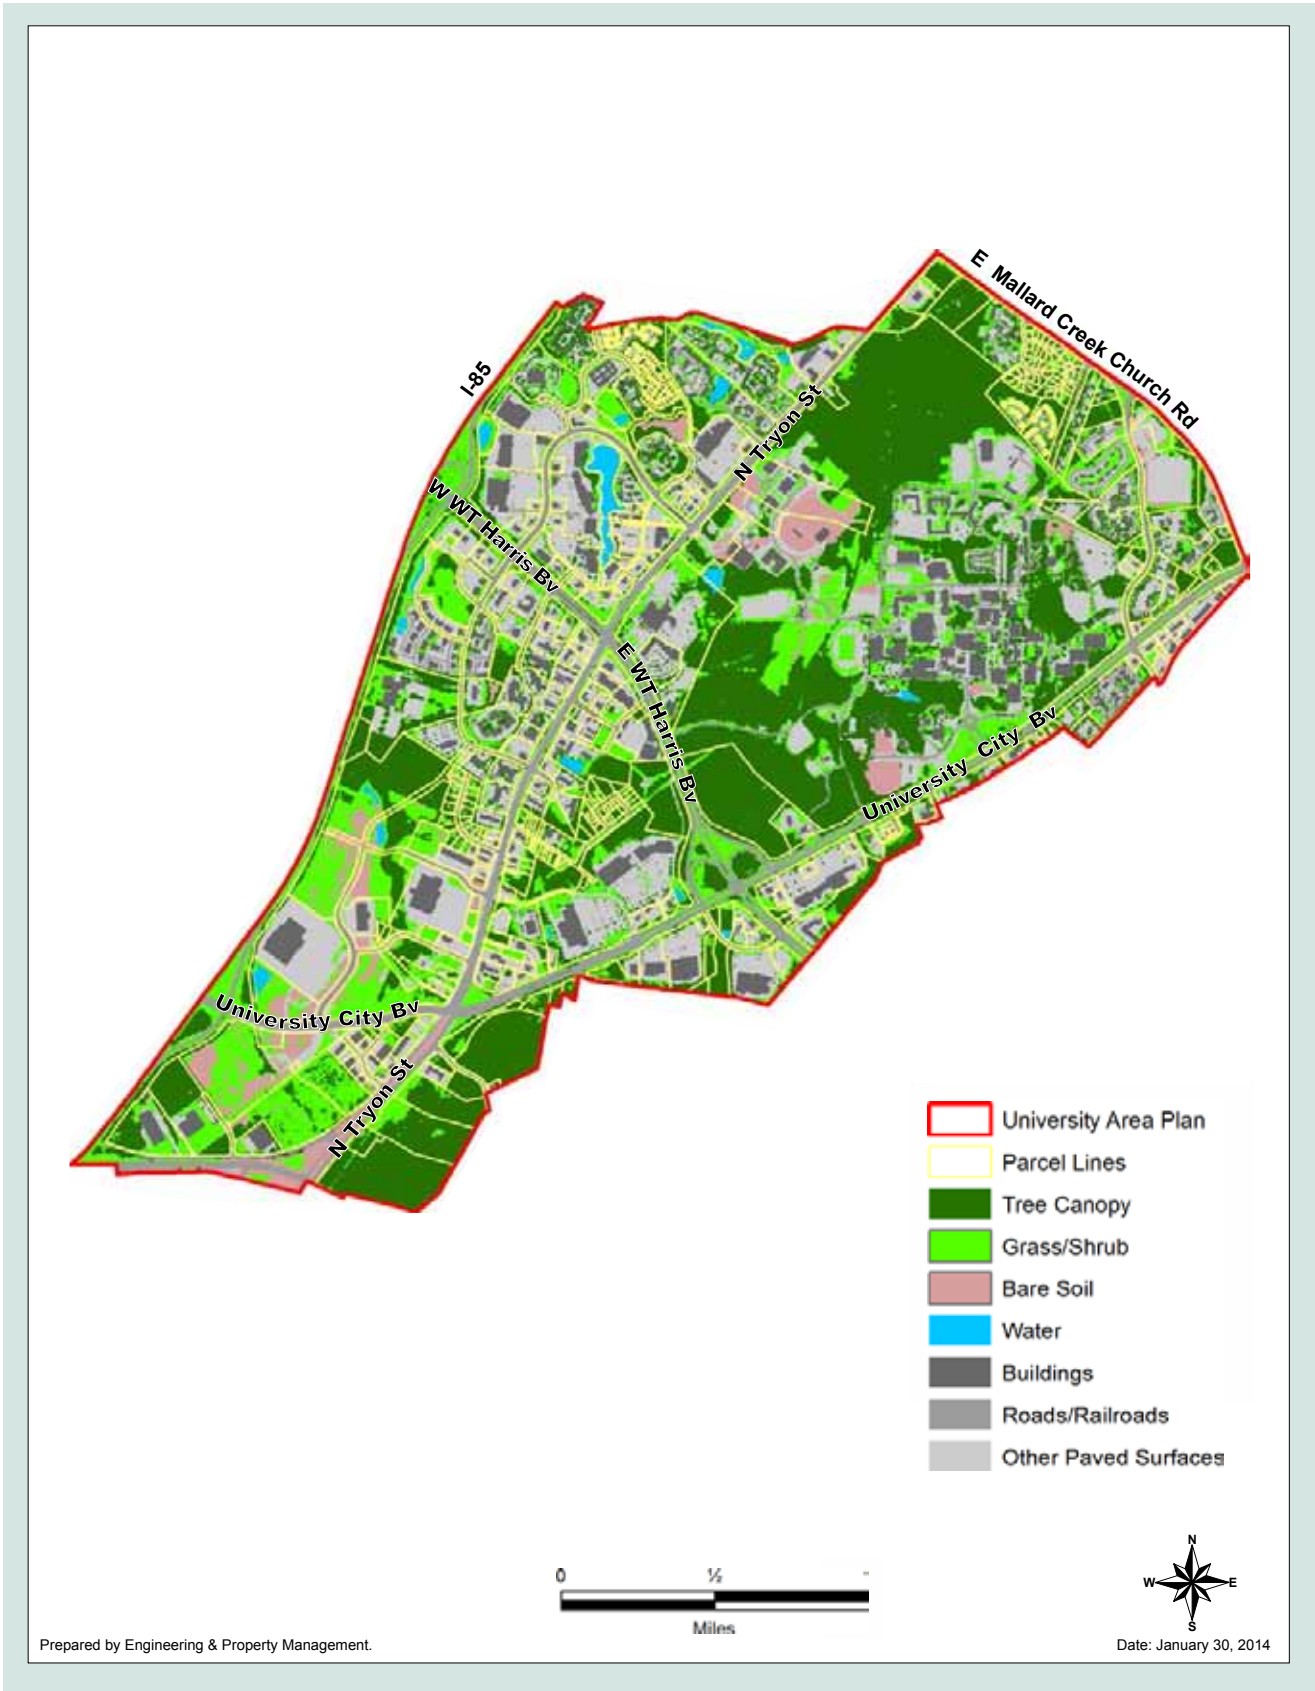 E Mallard Creek Church Rd
I-85
N Tryon St
W WT Harris Bv
E WT Harris Bv
University City Bv
University City Bv
N Tryon St
University Area Plan
Parcel Lines
Tree Canopy
Grass/Shrub
Bare Soil
Water
Buildings
Roads/Railroads
Other Paved Surfaces
N
W E
S
0 ½
Miles
Prepared by Engineering & Property Management.
Date: January 30, 2014